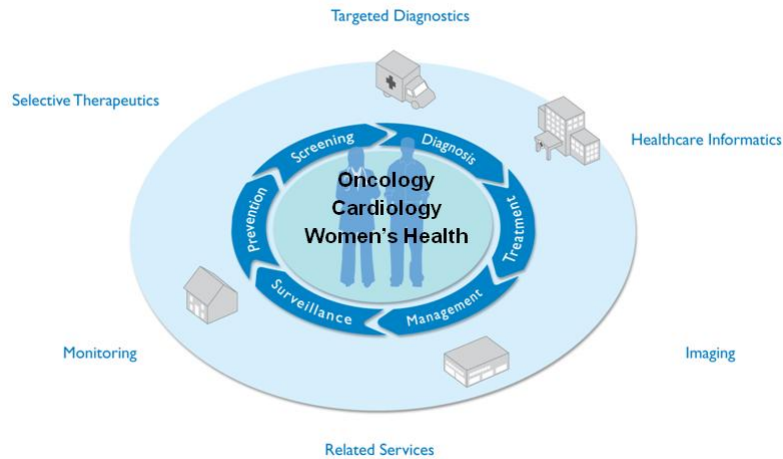 Targeted Diagnostics
Selective Therapeutics
Healthcare Informatics
Screening
Diagnosis
Oncology
Cardiology
Women's Health
Prevention
Treatment
Surveillance
Management
Monitoring
Imaging
Related Services